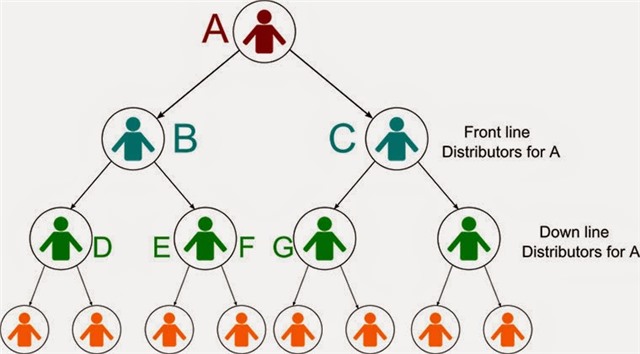 A
B
C
Front line
Distributors for A
D
E
F
G
Down line
Distributors for A